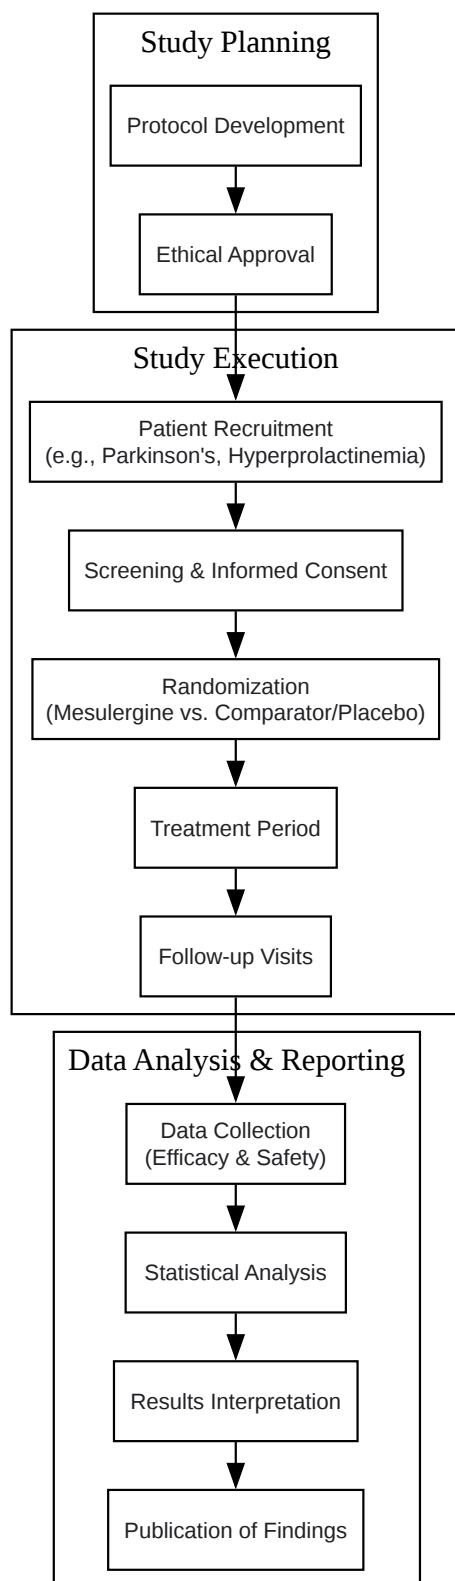 Study Planning
Protocol Development
Ethical Approval
Study Execution
Patient Recruitment
(e.g., Parkinson's, Hyperprolactinemia)
Screening & Informed Consent
Randomization
(Mesulergine vs. Comparator/Placebo)
Treatment Period
Follow-up Visits
Data Analysis & Reporting
Data Collection
(Efficacy & Safety)
Statistical Analysis
Results Interpretation
Publication of Findings